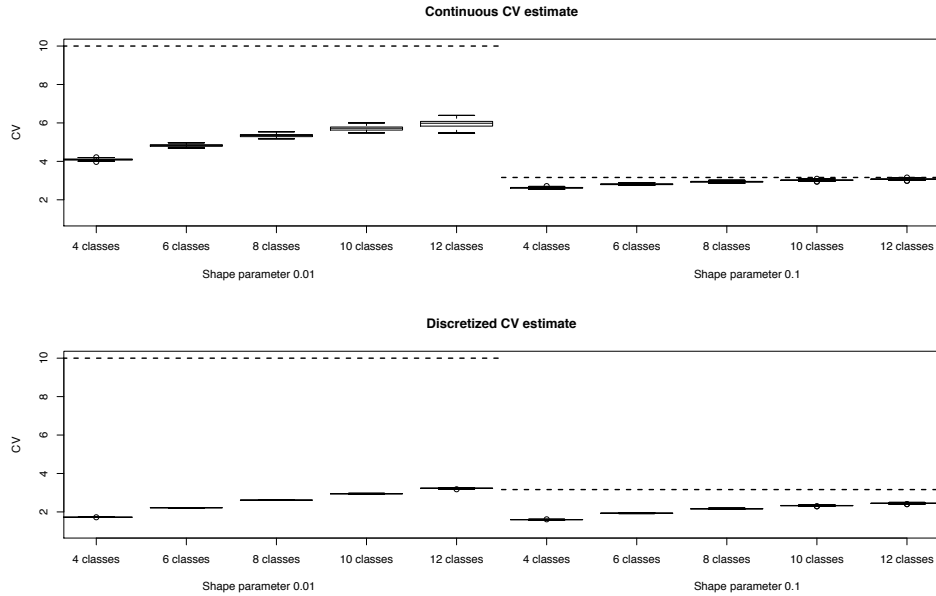 Continuous CV estimate
10
8
6
4
2
CV
4 classes 6 classes 8 classes 10 classes 12 classes 4 classes 6 classes 8 classes 10 classes 12 classes
Shape parameter 0.01 Shape parameter 0.1
Discretized CV estimate
10
8
6
4
2
CV
4 classes 6 classes 8 classes 10 classes 12 classes 4 classes 6 classes 8 classes 10 classes 12 classes
Shape parameter 0.01 Shape parameter 0.1